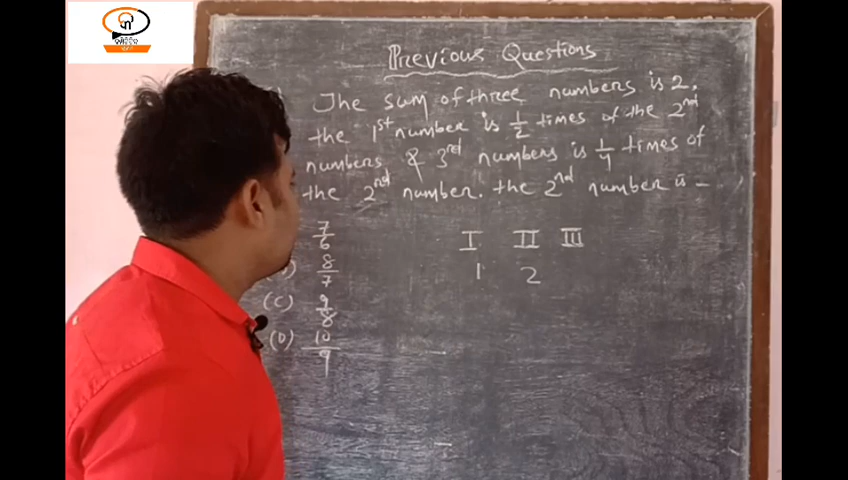 Previous Questions
The sum of three numbers is 2.
the 1st number is 1/2 times of the 2nd
numbers & 3rd numbers is 1/4 times of
the 2nd number. the 2nd number is -
7/6
8/7
(C) 9/8
(D) 10/9
I II III
1 2